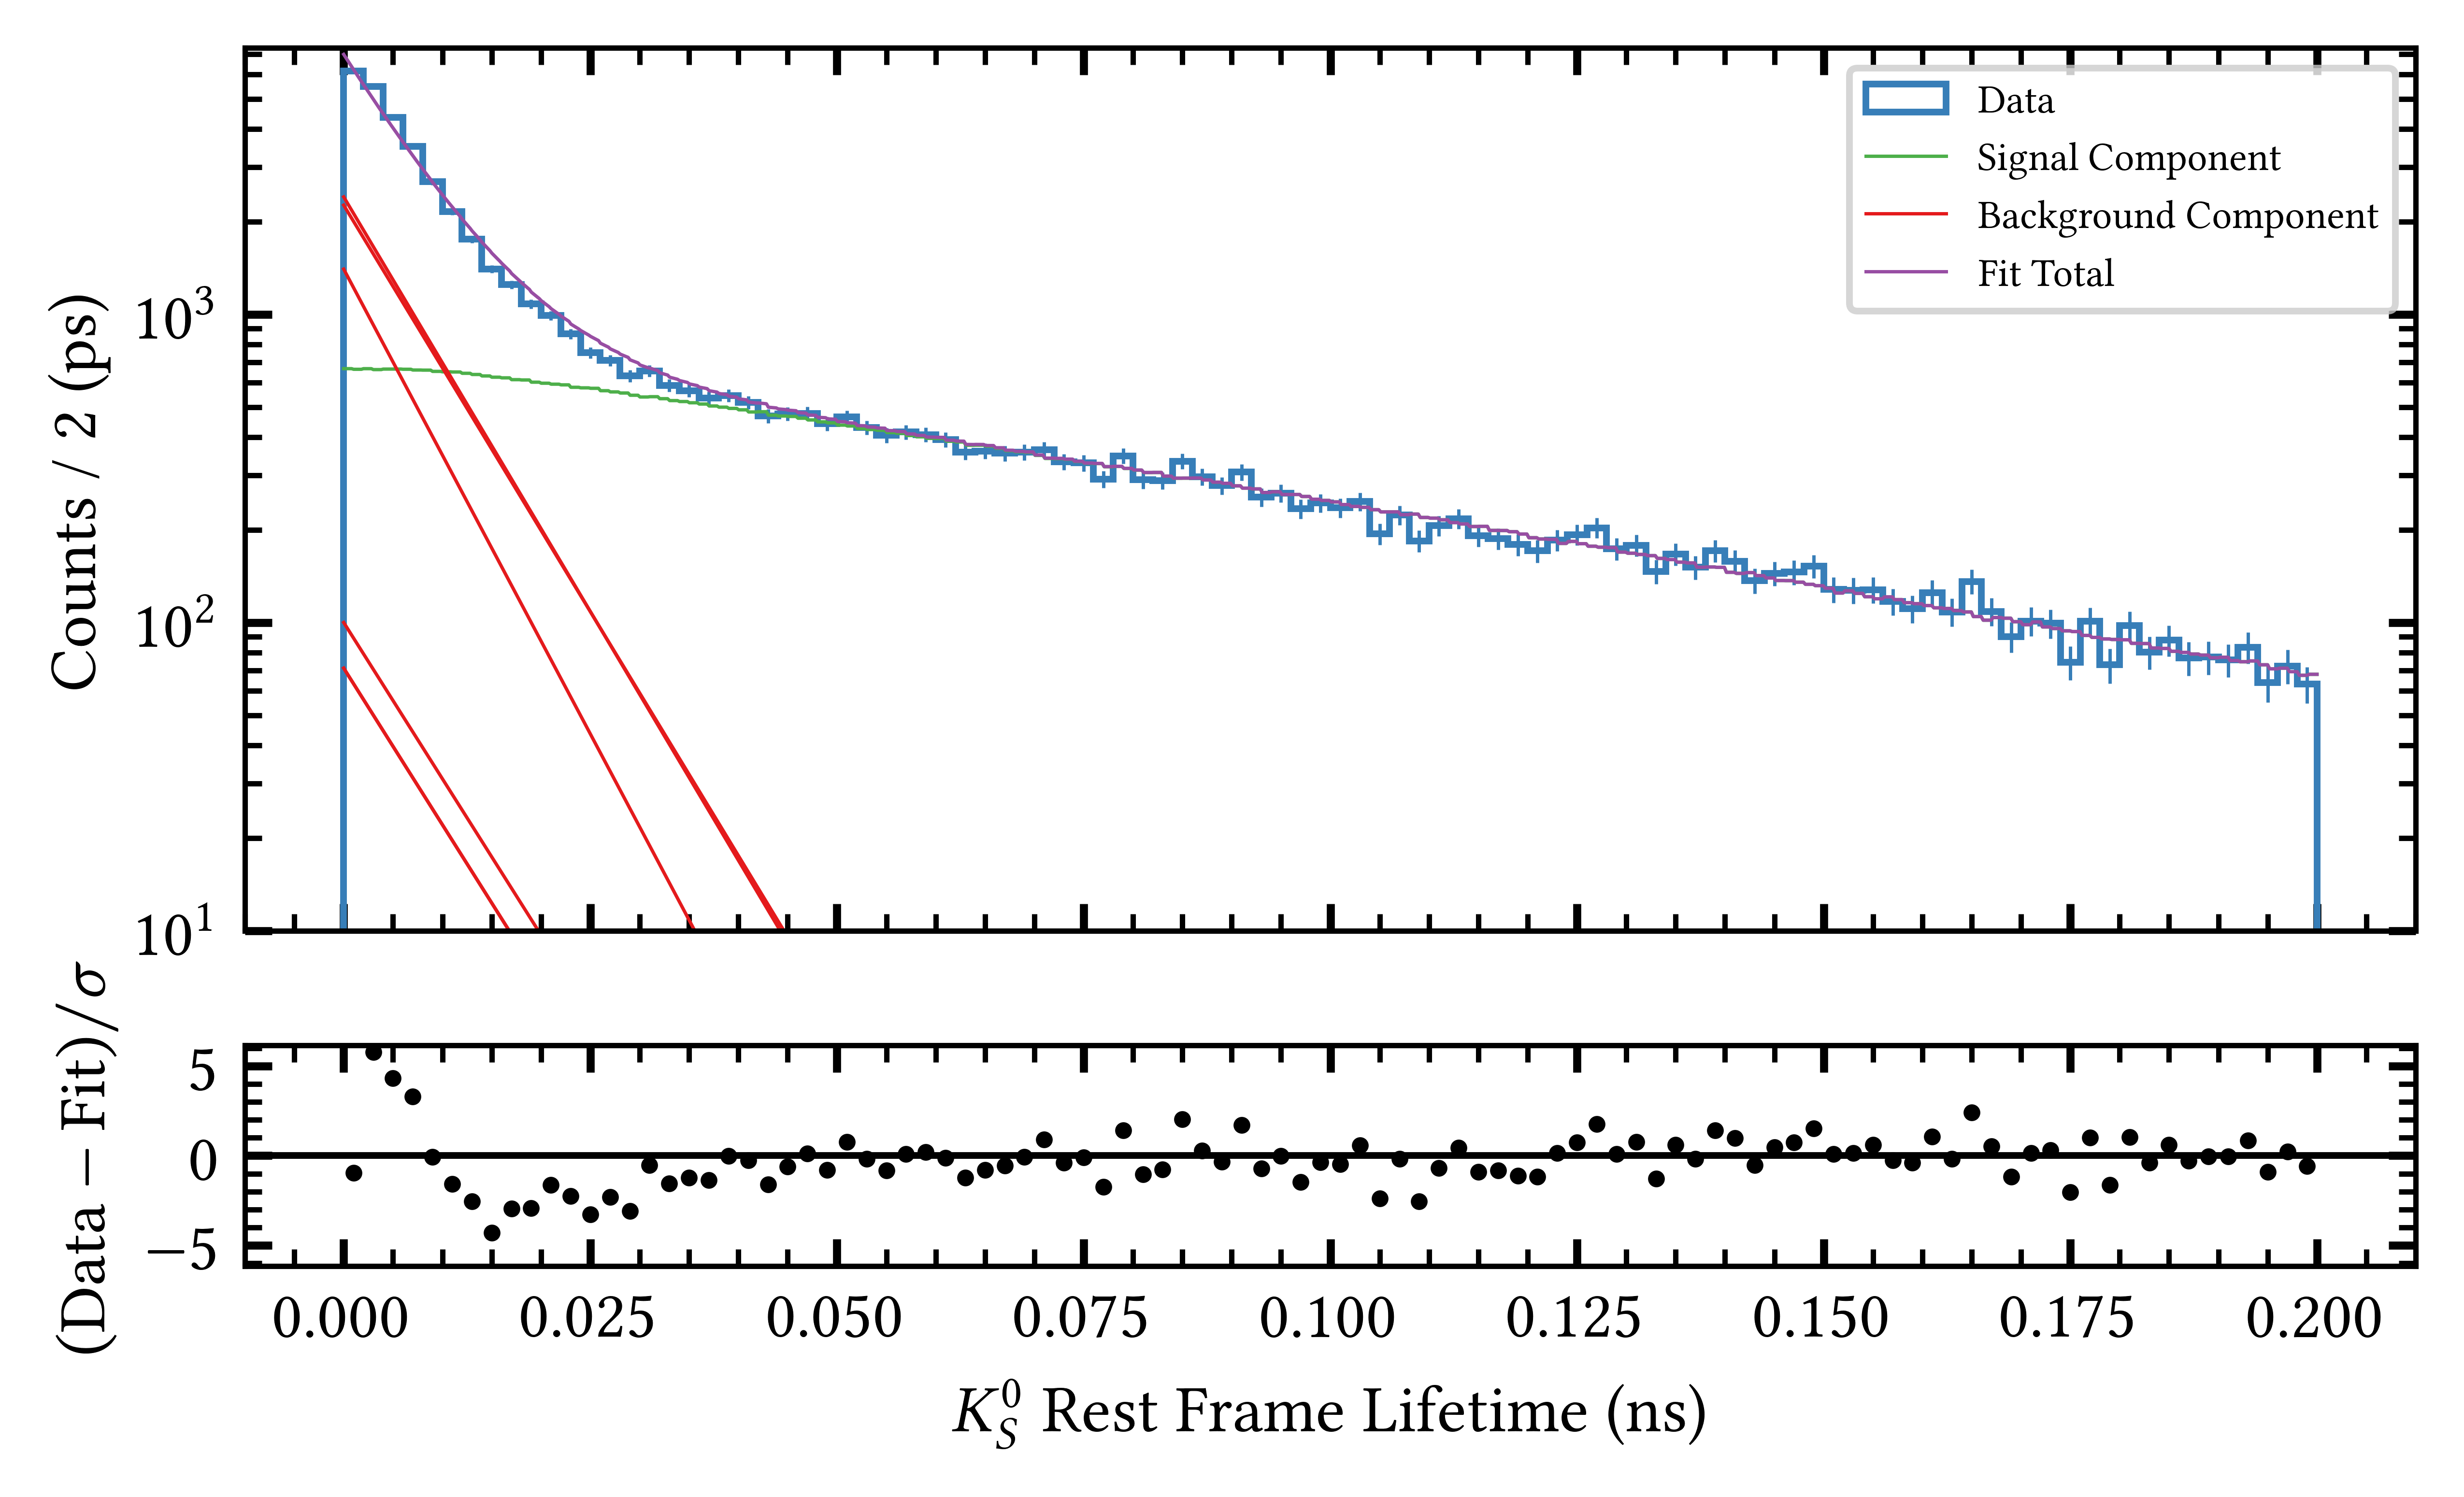 Counts / 2 (ps)
10³
10²
10¹
Data
Signal Component
Background Component
Fit Total
(Data − Fit)/σ
5
0
−5
0.000 0.025 0.050 0.075 0.100 0.125 0.150 0.175 0.200
K_S^0 Rest Frame Lifetime (ns)